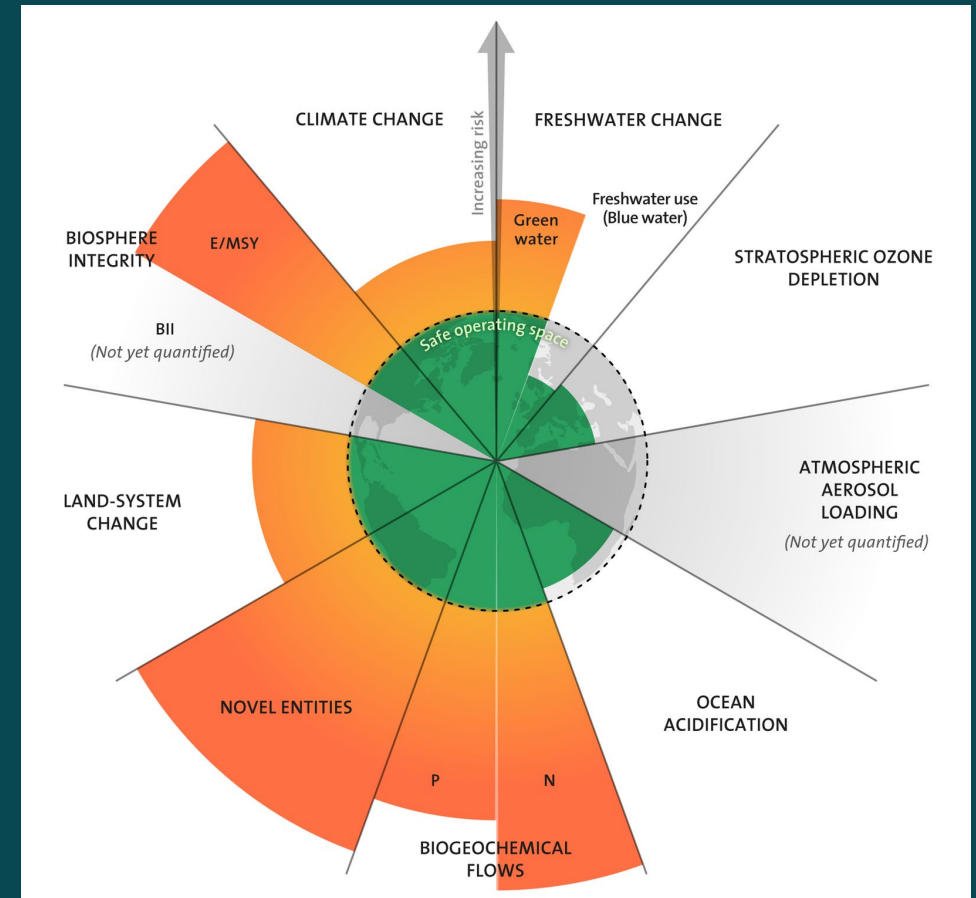 CLIMATE CHANGE
Increasing risk
FRESHWATER CHANGE
Green
water
Freshwater use
(Blue water)
STRATOSPHERIC OZONE
DEPLETION
ATMOSPHERIC
AEROSOL
LOADING
(Not yet quantified)
OCEAN
ACIDIFICATION
N
P
BIOGEOCHEMICAL
FLOWS
NOVEL ENTITIES
LAND-SYSTEM
CHANGE
BII
(Not yet quantified)
BIOSPHERE
INTEGRITY
E/MSY
Safe operating space